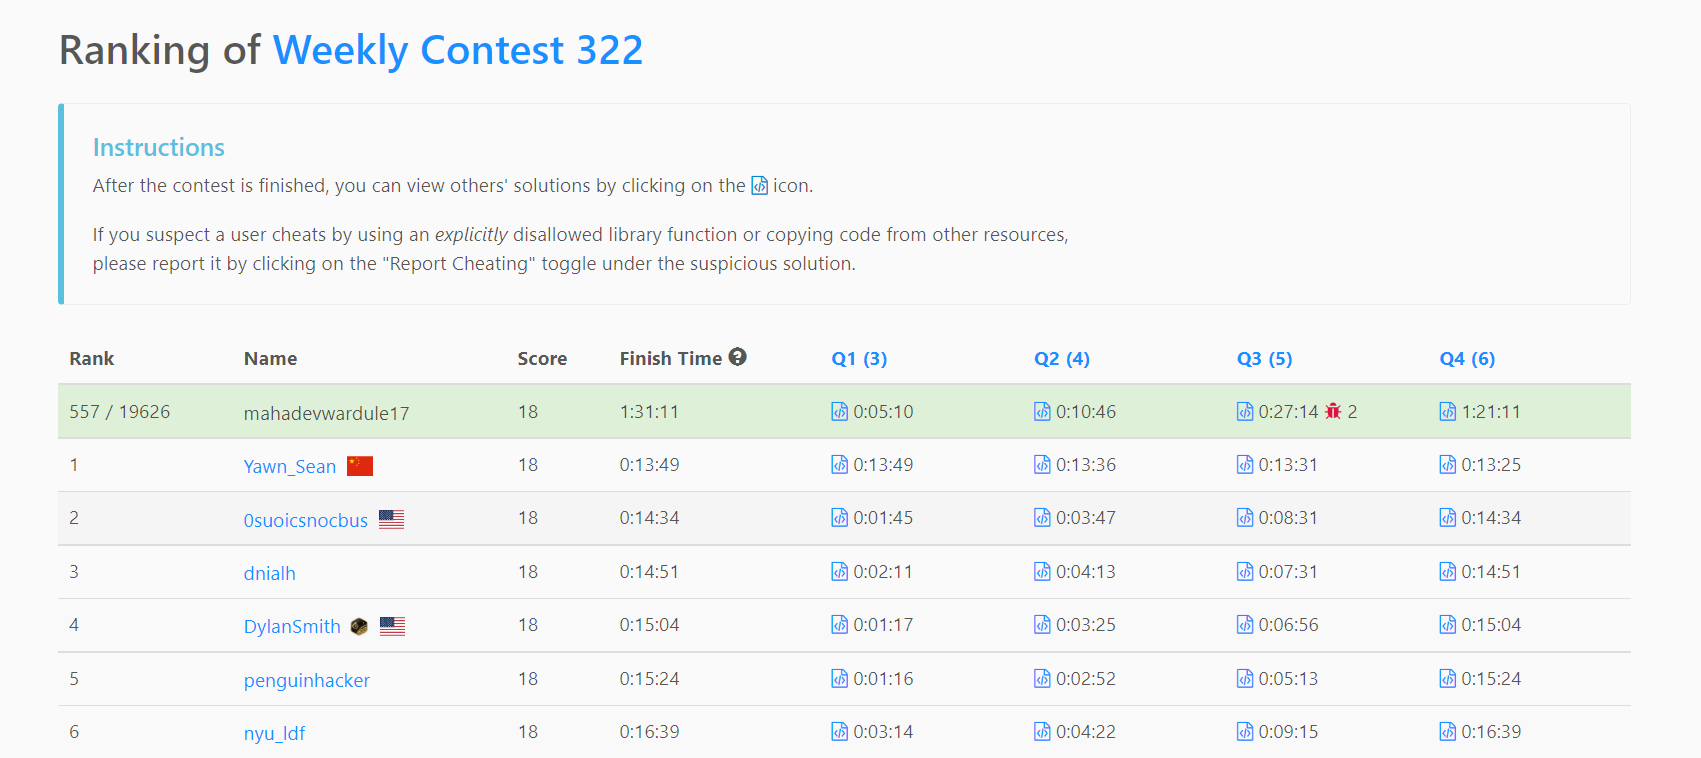 Ranking of Weekly Contest 322
Instructions
After the contest is finished, you can view others' solutions by clicking on the icon.
If you suspect a user cheats by using an explicitly disallowed library function or copying code from other resources,
please report it by clicking on the "Report Cheating" toggle under the suspicious solution.
Rank Name Score Finish Time Q1 (3) Q2 (4) Q3 (5) Q4 (6)
557 / 19626 mahadevwardule17 18 1:31:11 0:05:10 0:10:46 0:27:14 2 1:21:11
1 Yawn_Sean 18 0:13:49 0:13:49 0:13:36 0:13:31 0:13:25
2 0suoicsnocbus 18 0:14:34 0:01:45 0:03:47 0:08:31 0:14:34
3 dnialh 18 0:14:51 0:02:11 0:04:13 0:07:31 0:14:51
4 DylanSmith 18 0:15:04 0:01:17 0:03:25 0:06:56 0:15:04
5 penguinhacker 18 0:15:24 0:01:16 0:02:52 0:05:13 0:15:24
6 nyu_ldf 18 0:16:39 0:03:14 0:04:22 0:09:15 0:16:39